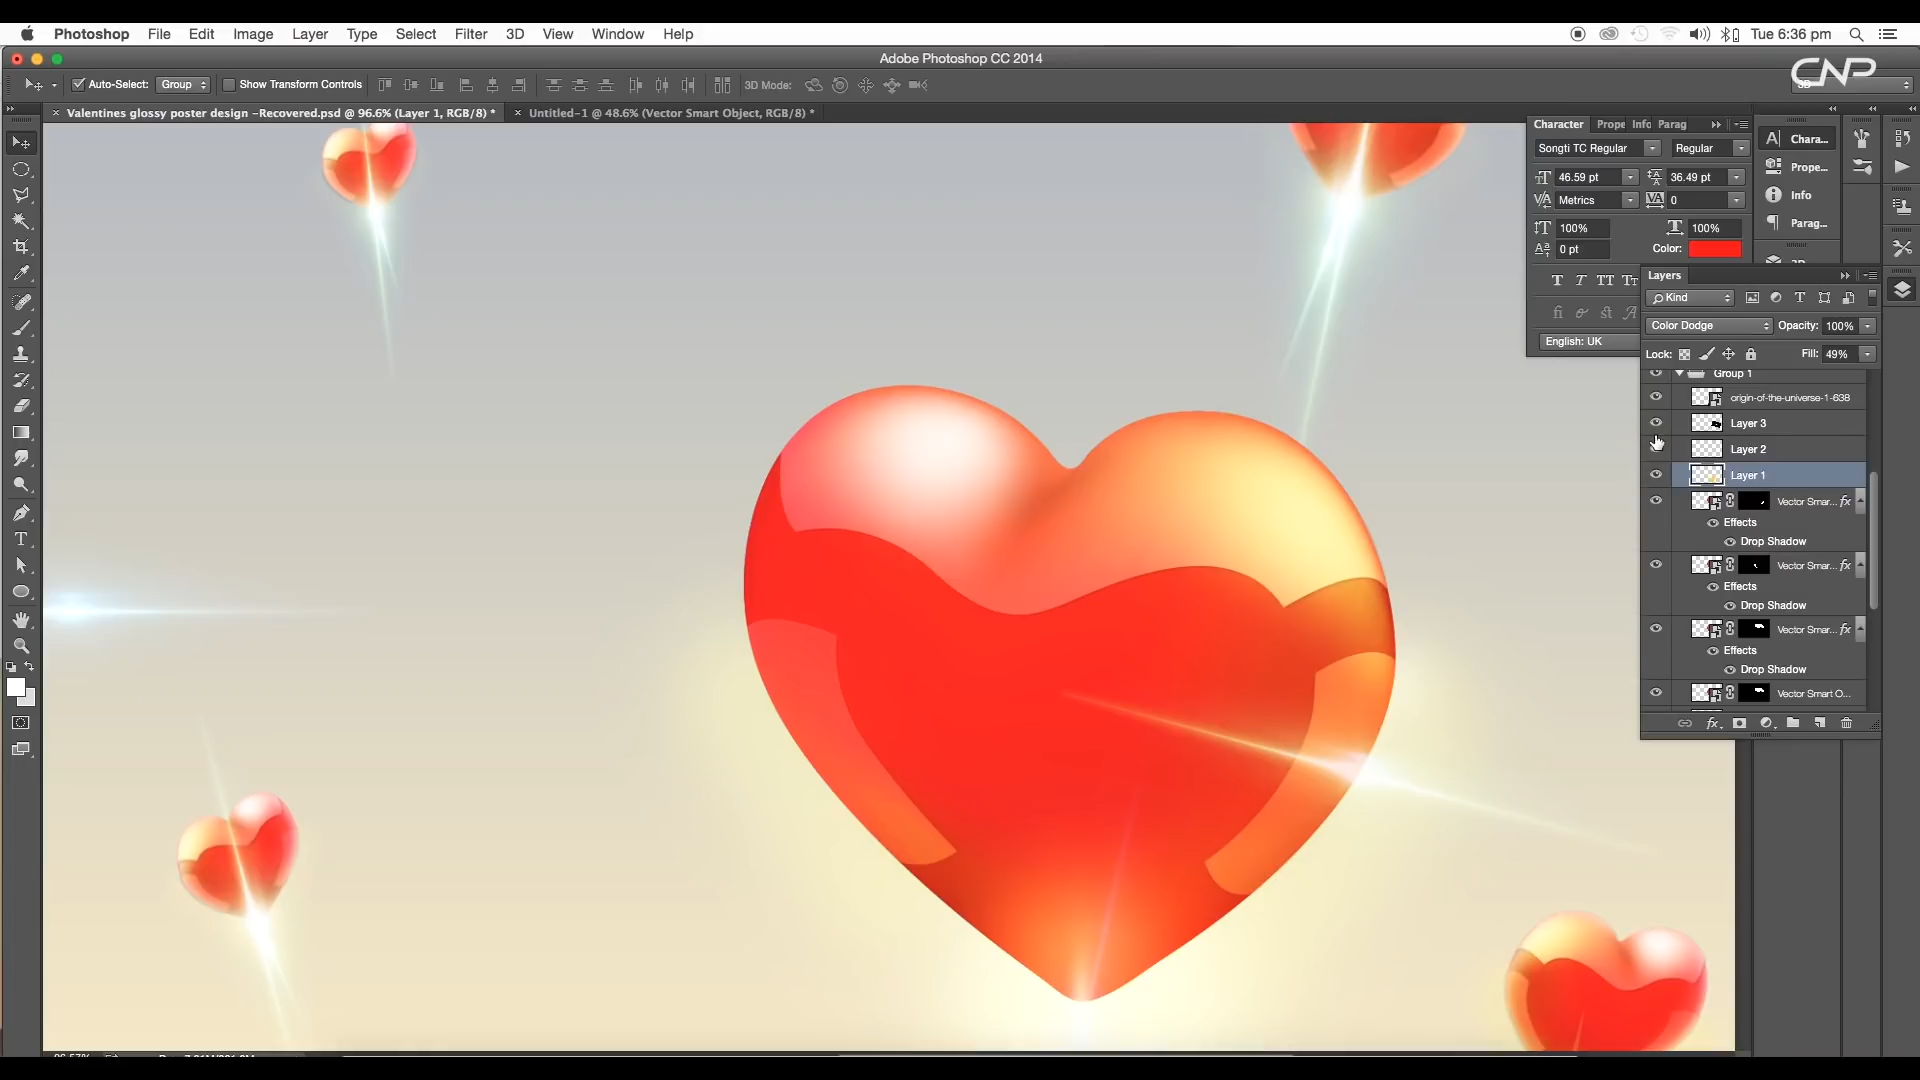 Photoshop File Edit Image Layer Type Select Filter 3D View Window Help Tue 6:36 pm
Adobe Photoshop CC 2014
Auto-Select: Group Show Transform Controls 3D Mode:
CNP
Valentines glossy poster design -Recovered.psd @ 96.6% (Layer 1, RGB/8) *
Untitled-1 @ 48.6% (Vector Smart Object, RGB/8) *
Character Prope Info Parag
Songti TC Regular Regular
46.59 pt 36.49 pt
Metrics 0
100% 100%
0 pt Color:
English: UK
Chara...
Prope...
Info
Parag...
Layers
Kind
Color Dodge Opacity: 100%
Lock: Fill: 49%
Group 1
origin-of-the-universe-1-638
Layer 3
Layer 2
Layer 1
Vector Smar... fx
Effects
Drop Shadow
Vector Smar... fx
Effects
Drop Shadow
Vector Smar... fx
Effects
Drop Shadow
Vector Smart O...